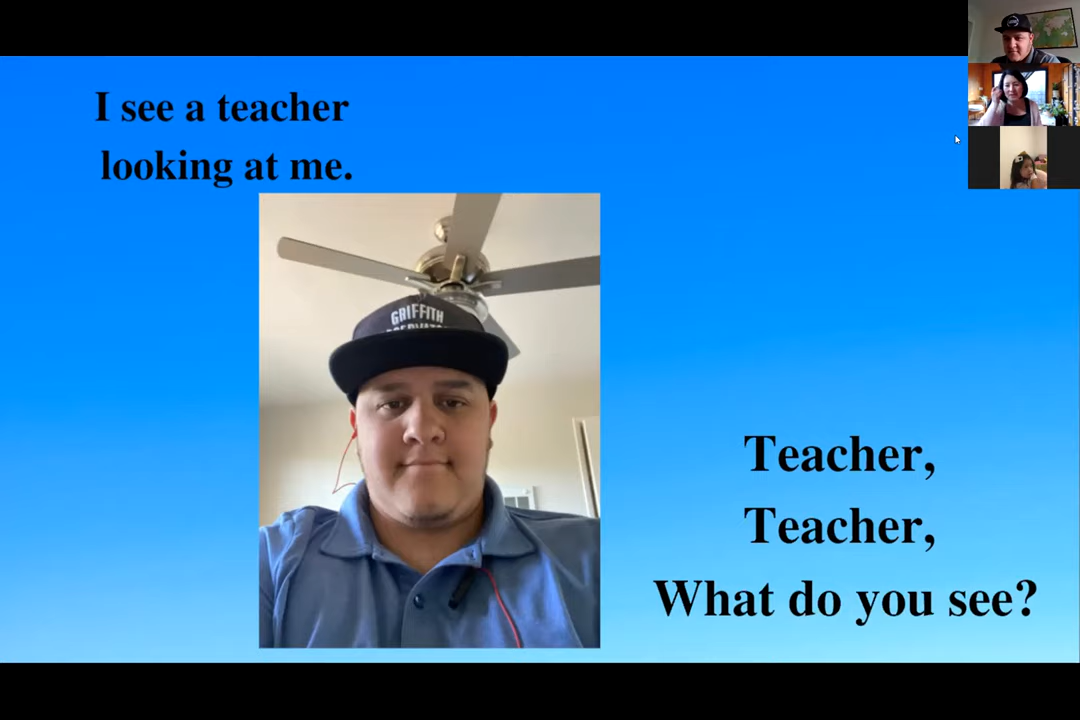 I see a teacher
looking at me.
GRIFFITH
Teacher,
Teacher,
What do you see?